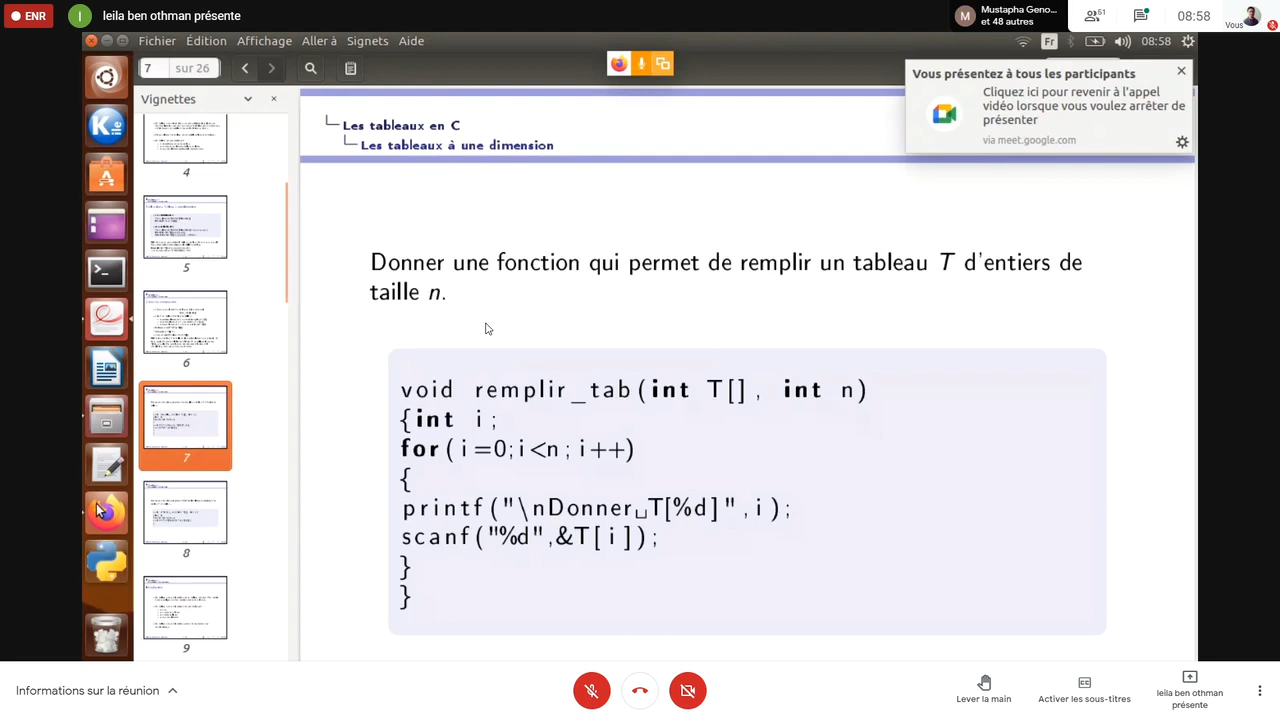 ENR
I
leila ben othman présente
M
Mustapha Geno...
et 48 autres
51
08:58
Vous
Fichier Édition Affichage Aller à Signets Aide
Fr
08:58
7 sur 26
Vignettes
4
5
6
7
8
9
Vous présentez à tous les participants
Cliquez ici pour revenir à l'appel
vidéo lorsque vous voulez arrêter de
présenter
via meet.google.com
Les tableaux en C
Les tableaux à une dimension
Donner une fonction qui permet de remplir un tableau T d'entiers de
taille n.
void remplir_tab(int T[], int n)
{int i;
for(i=0;i<n;i++)
{
printf("\nDonner␣T[%d]",i);
scanf("%d",&T[i]);
}
}
Informations sur la réunion
Lever la main
Activer les sous-titres
leila ben othman
présente